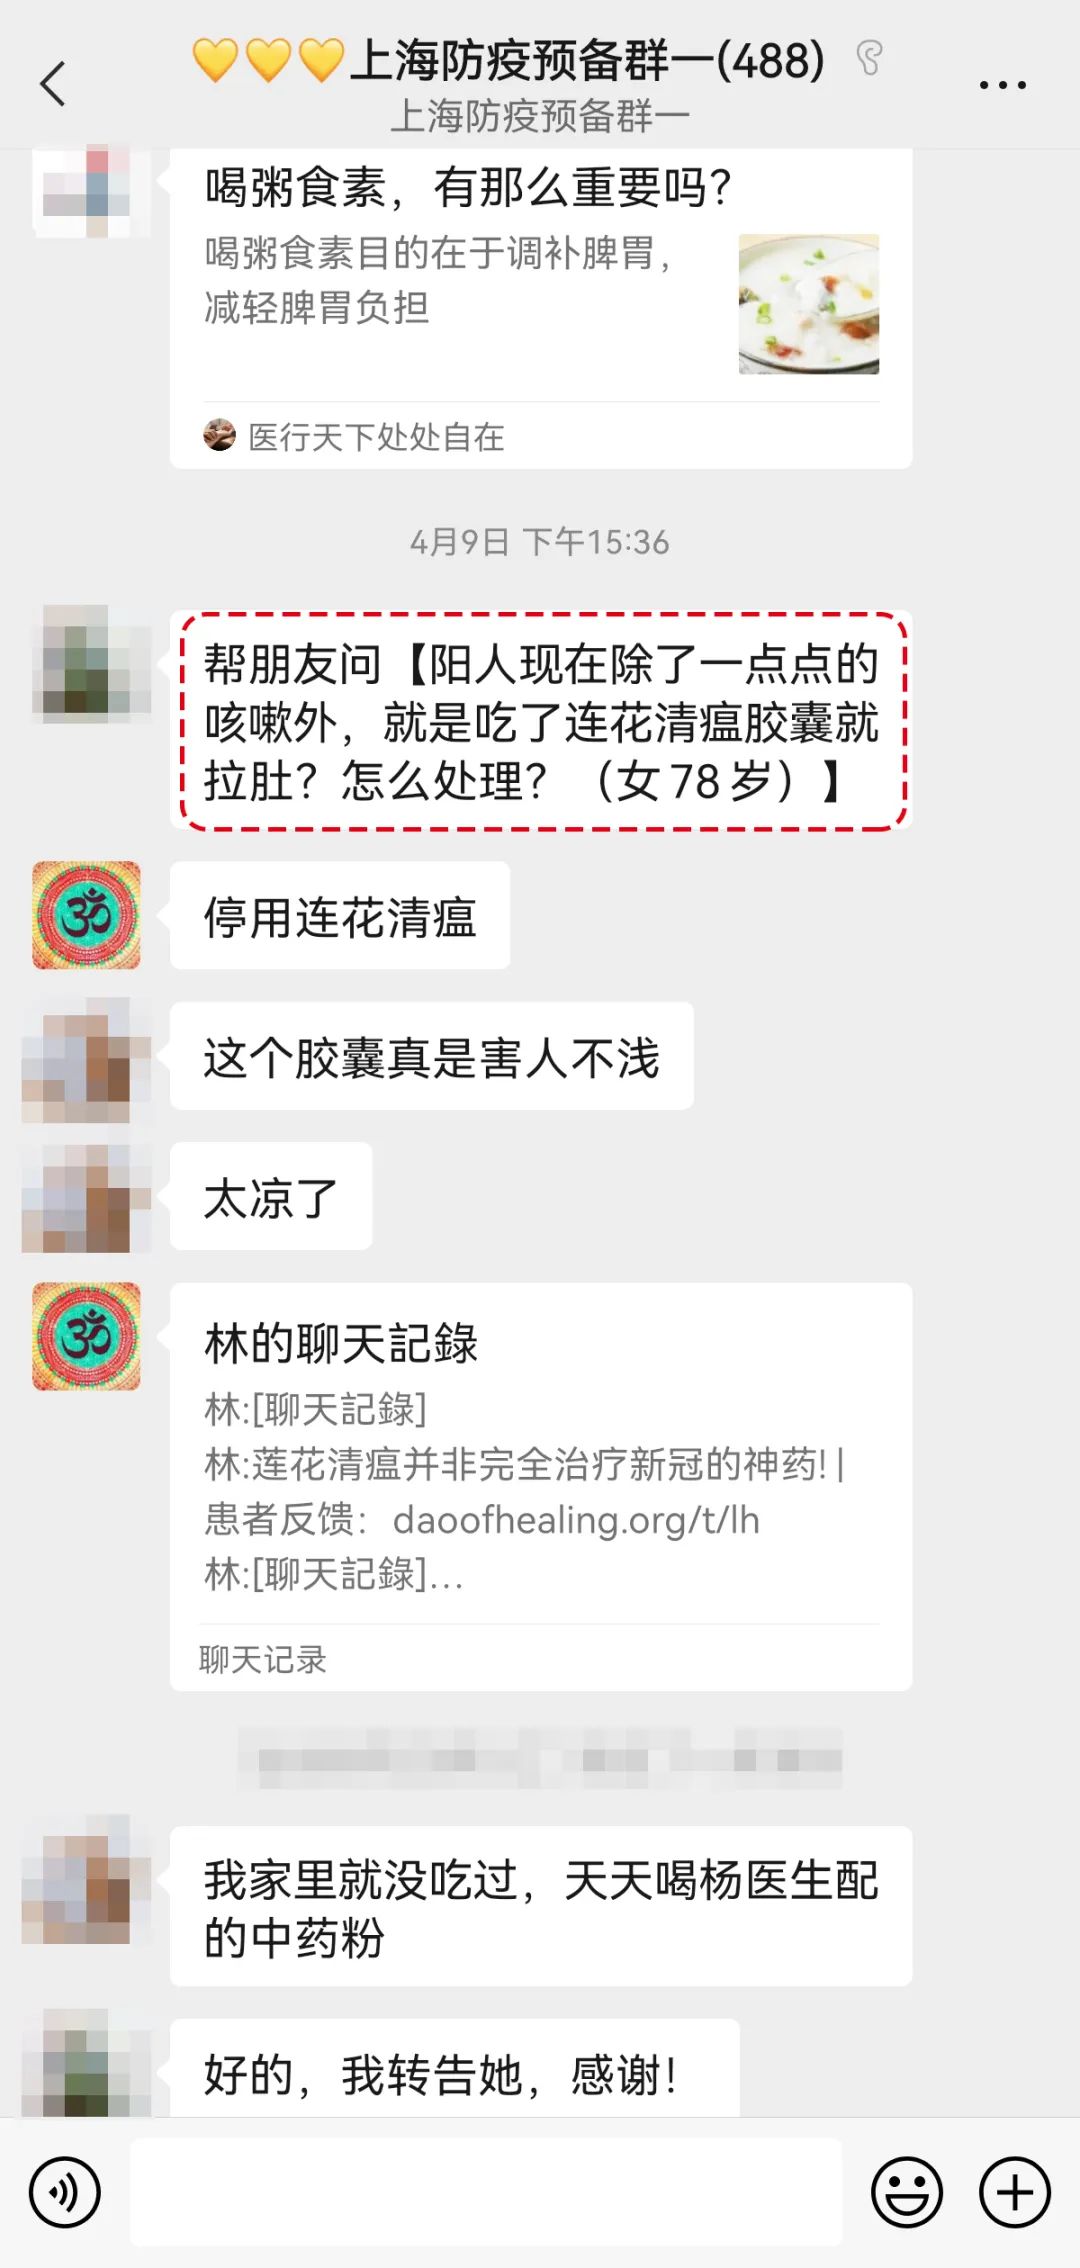 💛💛💛上海防疫预备群一(488)
上海防疫预备群一
喝粥食素，有那么重要吗？
喝粥食素目的在于调补脾胃，
减轻脾胃负担
医行天下处处自在
4月9日 下午15:36
帮朋友问【阳人现在除了一点点的
咳嗽外，就是吃了连花清瘟胶囊就
拉肚？怎么处理？（女78岁）】
停用连花清瘟
这个胶囊真是害人不浅
太凉了
林的聊天記錄
林:[聊天記錄]
林:莲花清瘟并非完全治疗新冠的神药! |
患者反馈：daoofhealing.org/t/lh
林:[聊天記錄]...
聊天记录
我家里就没吃过，天天喝杨医生配
的中药粉
好的，我转告她，感谢！